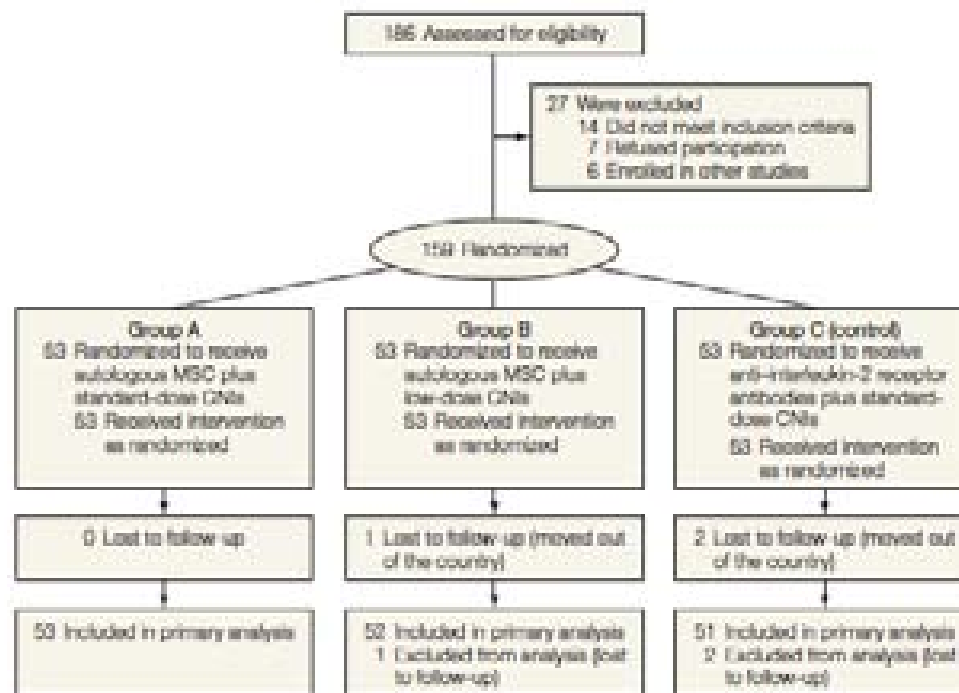 186 Assessed for eligibility
27 Were excluded
14 Did not meet inclusion criteria
7 Refused participation
6 Enrolled in other studies
159 Randomized
Group A
53 Randomized to receive
autologous MSC plus
standard-dose CNIs
53 Received intervention
as randomized
Group B
53 Randomized to receive
autologous MSC plus
low-dose CNIs
53 Received intervention
as randomized
Group C (control)
53 Randomized to receive
anti-interleukin-2 receptor
antibodies plus standard-
dose CNIs
53 Received intervention
as randomized
0 Lost to follow-up
1 Lost to follow-up (moved out
of the country)
2 Lost to follow-up (moved out
of the country)
53 Included in primary analysis
52 Included in primary analysis
1 Excluded from analysis (lost
to follow-up)
51 Included in primary analysis
2 Excluded from analysis (lost
to follow-up)